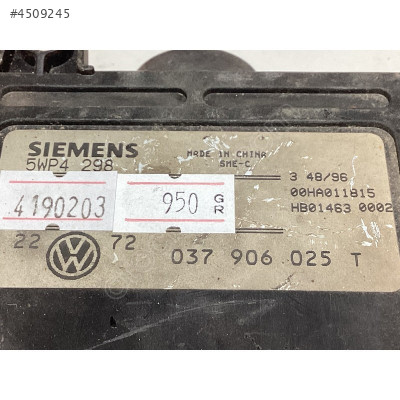 #4509245
SIEMENS
5WP4 298
MADE IN CHINA
SME-C
3 48/96
00HA011815
HB01463 0002
4190203
950 GR
22 72
037 906 025 T